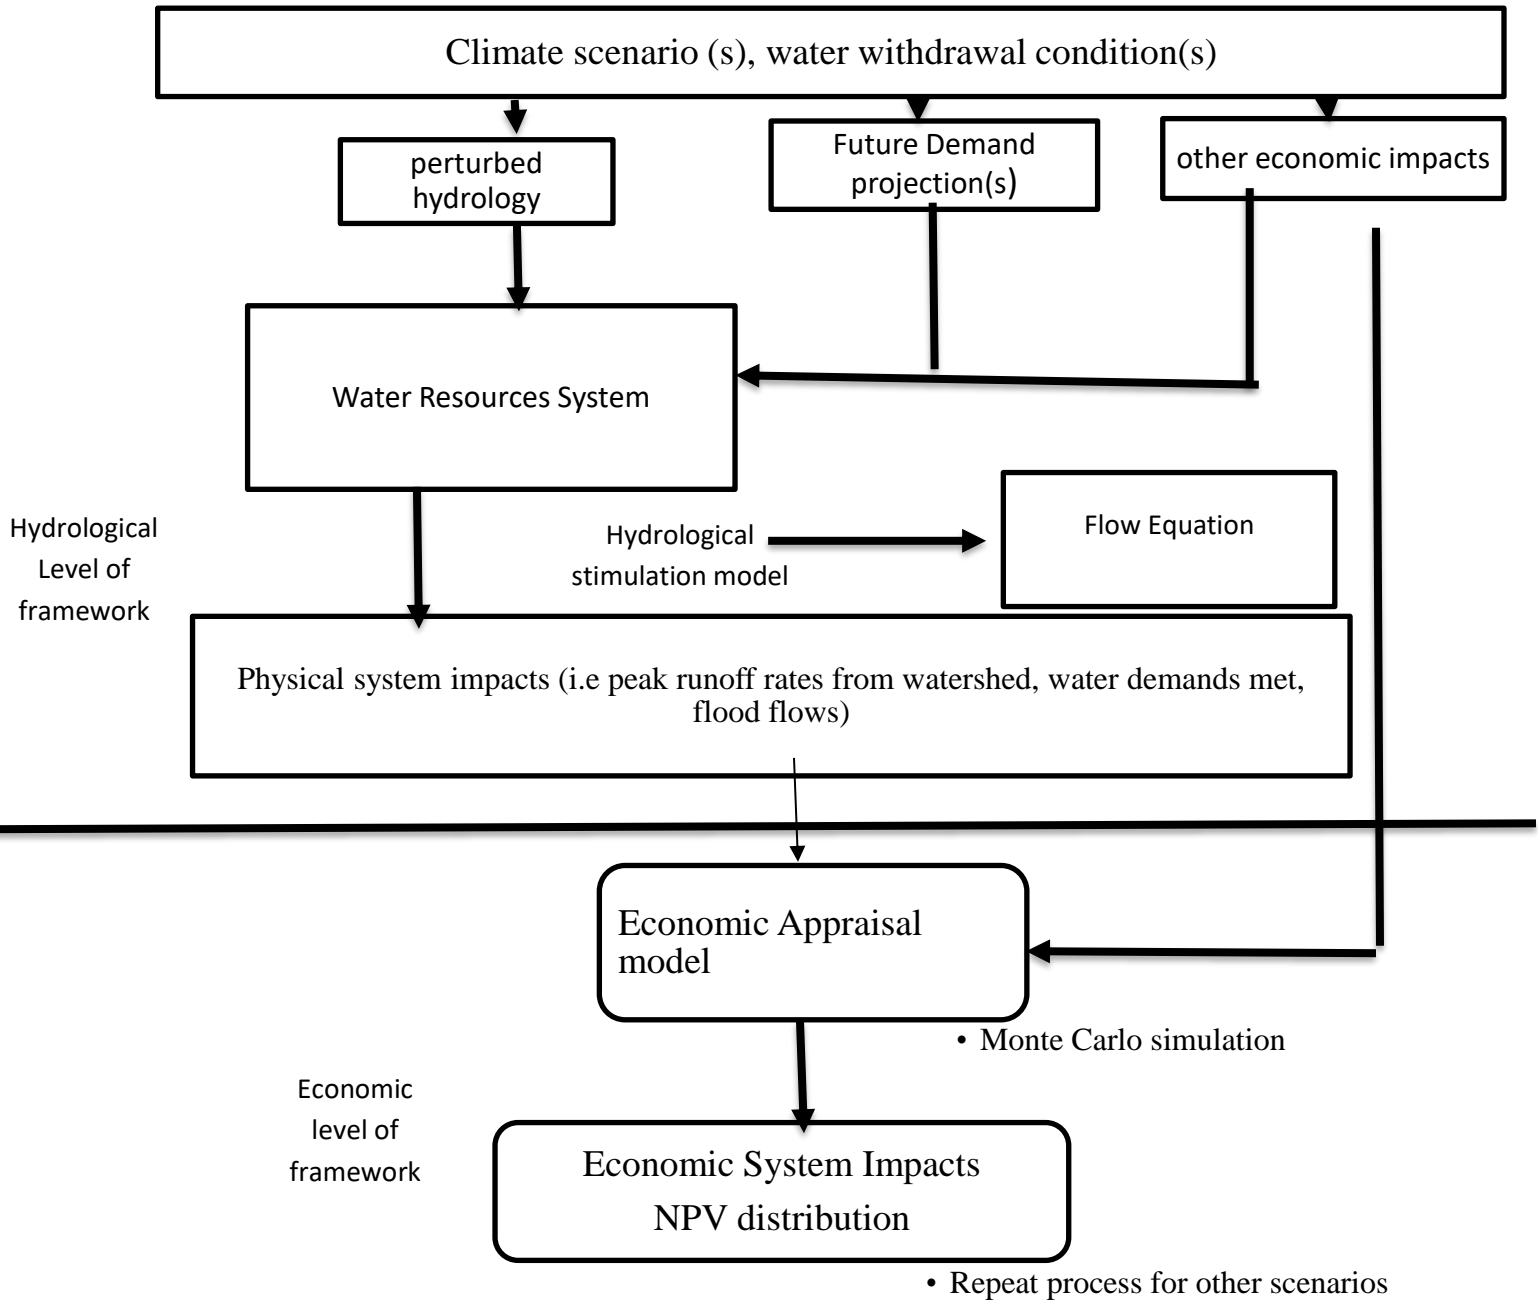 Climate scenario (s), water withdrawal condition(s)
perturbed
hydrology
Future Demand
projection(s)
other economic impacts
Water Resources System
Hydrological
Level of
framework
Hydrological
stimulation model
Flow Equation
Physical system impacts (i.e peak runoff rates from watershed, water demands met,
flood flows)
Economic Appraisal
model
• Monte Carlo simulation
Economic
level of
framework
Economic System Impacts
NPV distribution
• Repeat process for other scenarios